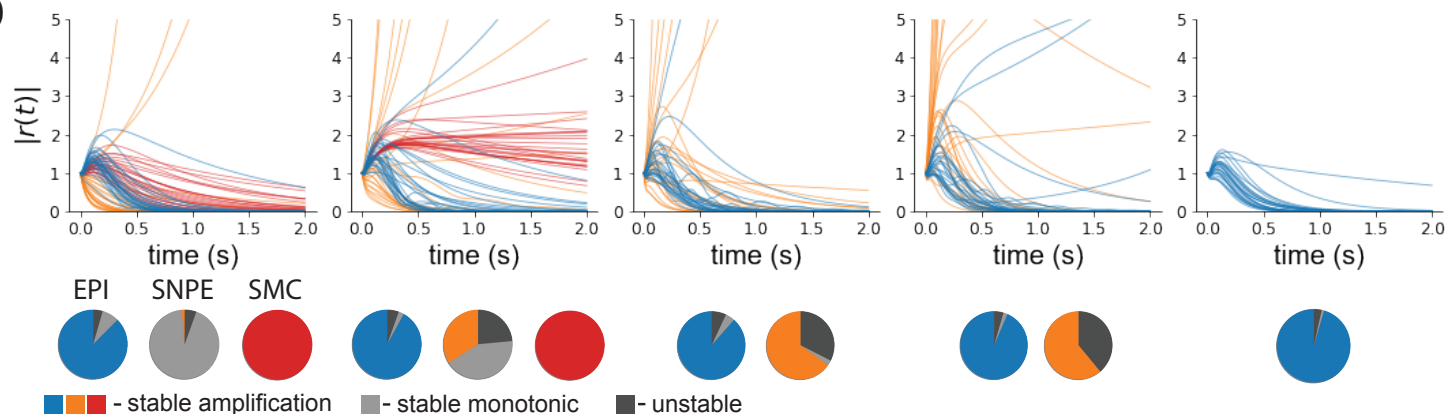 )
5 5 5 5 5
4 4 4 4 4
3 3 3 3 3
|r(t)|
2 2 2 2 2
1 1 1 1 1
0 0 0 0 0
0.0 0.5 1.0 1.5 2.0 0.0 0.5 1.0 1.5 2.0 0.0 0.5 1.0 1.5 2.0 0.0 0.5 1.0 1.5 2.0 0.0 0.5 1.0 1.5 2.0
time (s) time (s) time (s) time (s) time (s)
EPI SNPE SMC
- stable amplification - stable monotonic - unstable